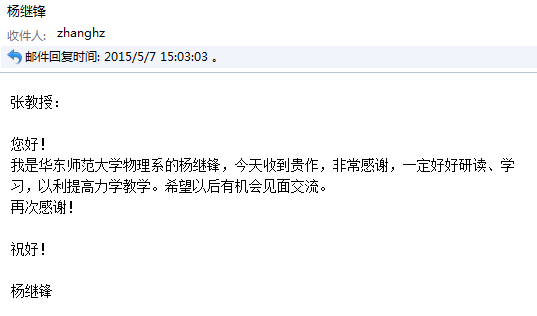 杨继锋
收件人: zhanghz
邮件回复时间: 2015/5/7 15:03:03 。
张教授：
您好！
我是华东师范大学物理系的杨继锋，今天收到贵作，非常感谢，一定好好研读、学
习，以利提高力学教学。希望以后有机会见面交流。
再次感谢！
祝好！
杨继锋